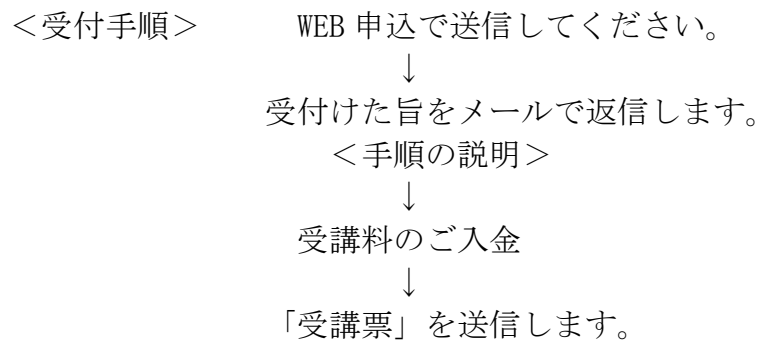 ＜受付手順＞　　　WEB 申込で送信してください。
↓
受付けた旨をメールで返信します。
＜手順の説明＞
↓
受講料のご入金
↓
「受講票」を送信します。